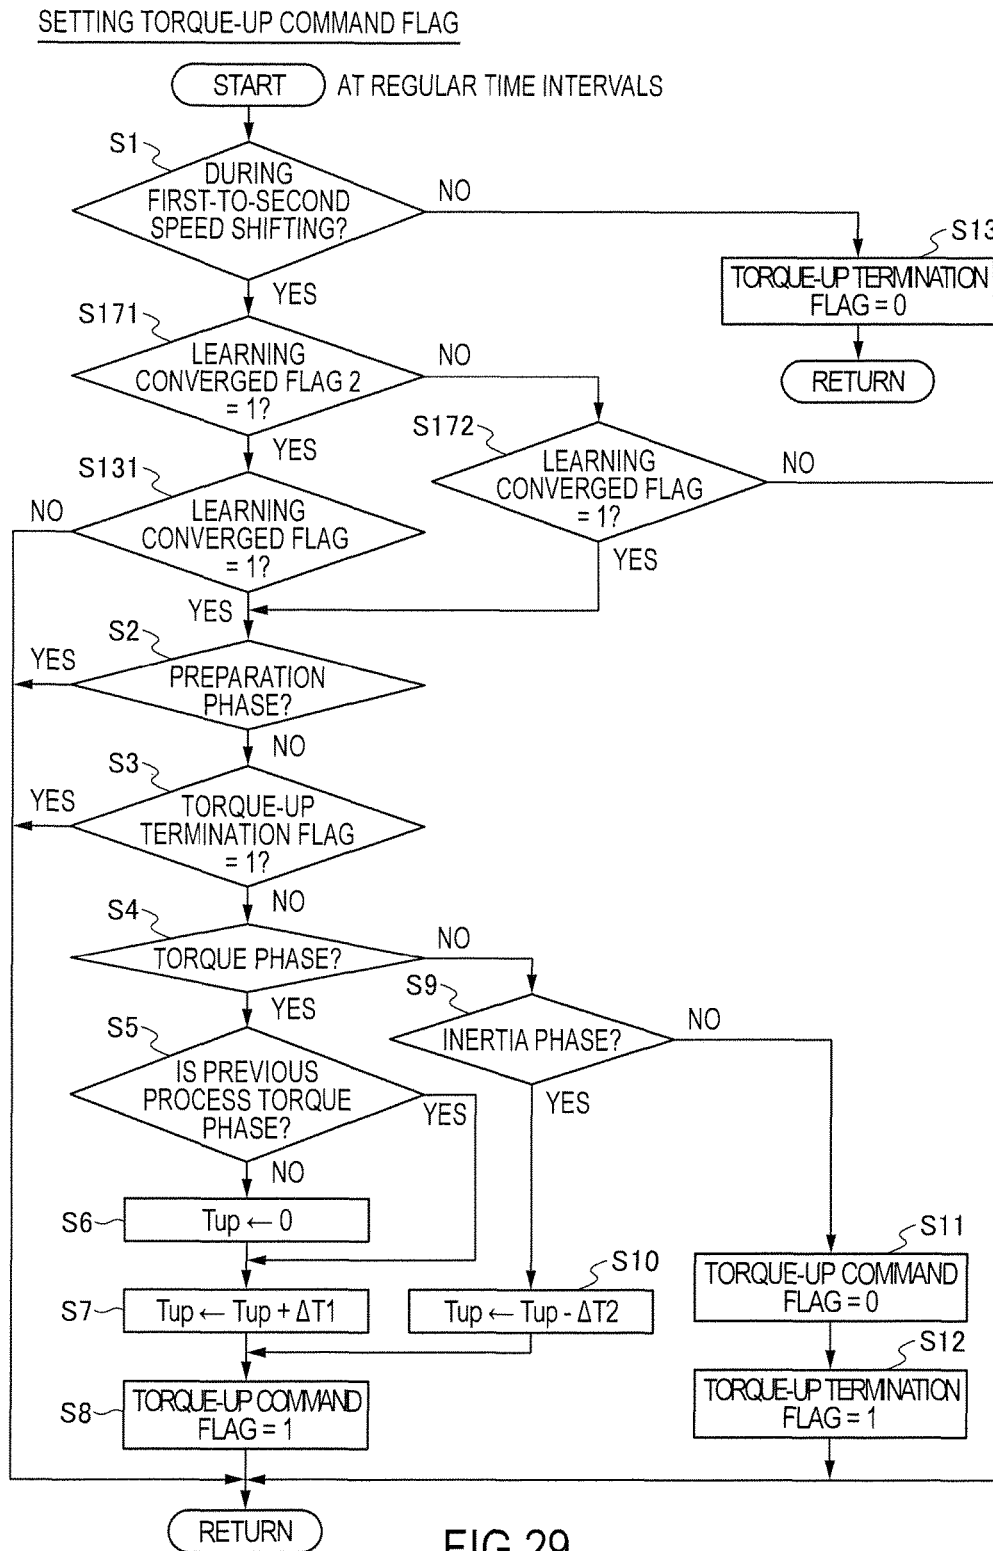 SETTING TORQUE-UP COMMAND FLAG
START
AT REGULAR TIME INTERVALS
S1
DURING
FIRST-TO-SECOND
SPEED SHIFTING?
NO
YES
S13
TORQUE-UP TERMINATION
FLAG = 0
RETURN
S171
LEARNING
CONVERGED FLAG 2
= 1?
NO
YES
S172
LEARNING
CONVERGED FLAG
= 1?
NO
YES
S131
NO
LEARNING
CONVERGED FLAG
= 1?
YES
S2
YES
PREPARATION
PHASE?
NO
S3
YES
TORQUE-UP
TERMINATION FLAG
= 1?
NO
S4
TORQUE PHASE?
NO
YES
S9
INERTIA PHASE?
NO
YES
S5
IS PREVIOUS
PROCESS TORQUE
PHASE?
YES
NO
S6
Tup ← 0
S7
Tup ← Tup + ΔT1
S10
Tup ← Tup - ΔT2
S11
TORQUE-UP COMMAND
FLAG = 0
S8
TORQUE-UP COMMAND
FLAG = 1
S12
TORQUE-UP TERMINATION
FLAG = 1
RETURN
FIG.29